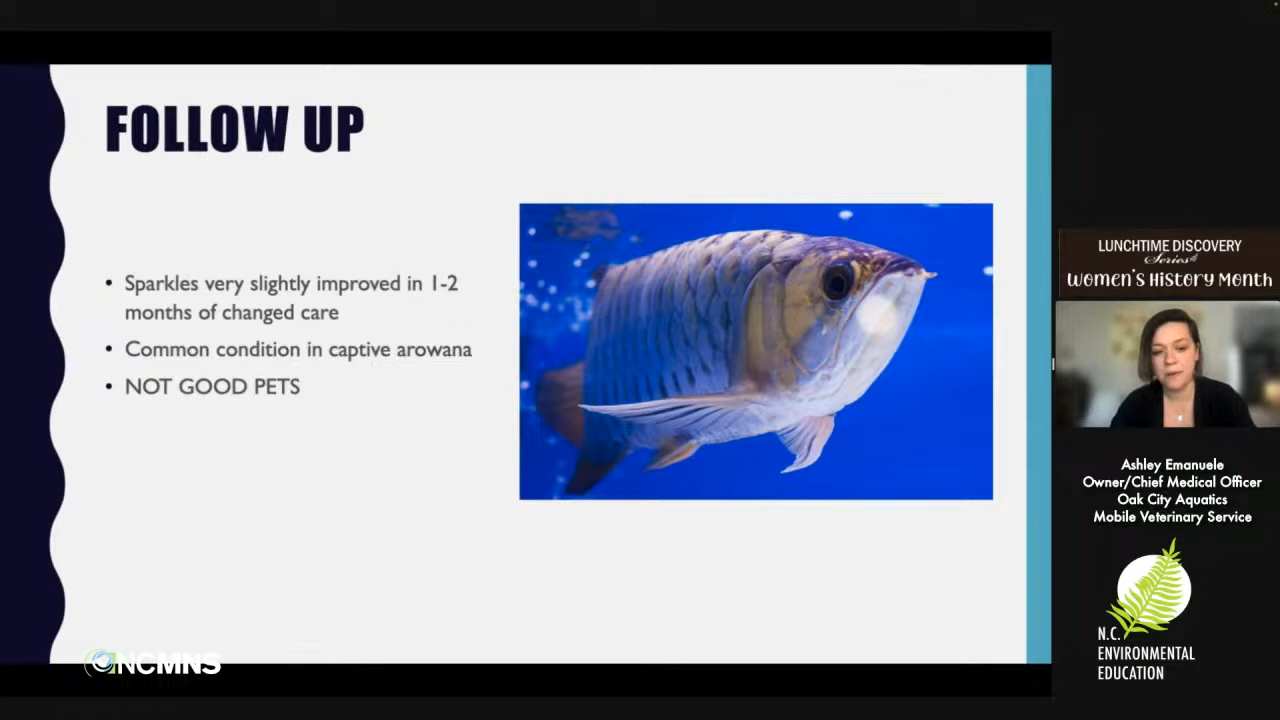 FOLLOW UP
• Sparkles very slightly improved in 1-2
months of changed care
• Common condition in captive arowana
• NOT GOOD PETS
NCMNS
LUNCHTIME DISCOVERY
Series
Women's History Month
Ashley Emanuele
Owner/Chief Medical Officer
Oak City Aquatics
Mobile Veterinary Service
N.C.
ENVIRONMENTAL
EDUCATION